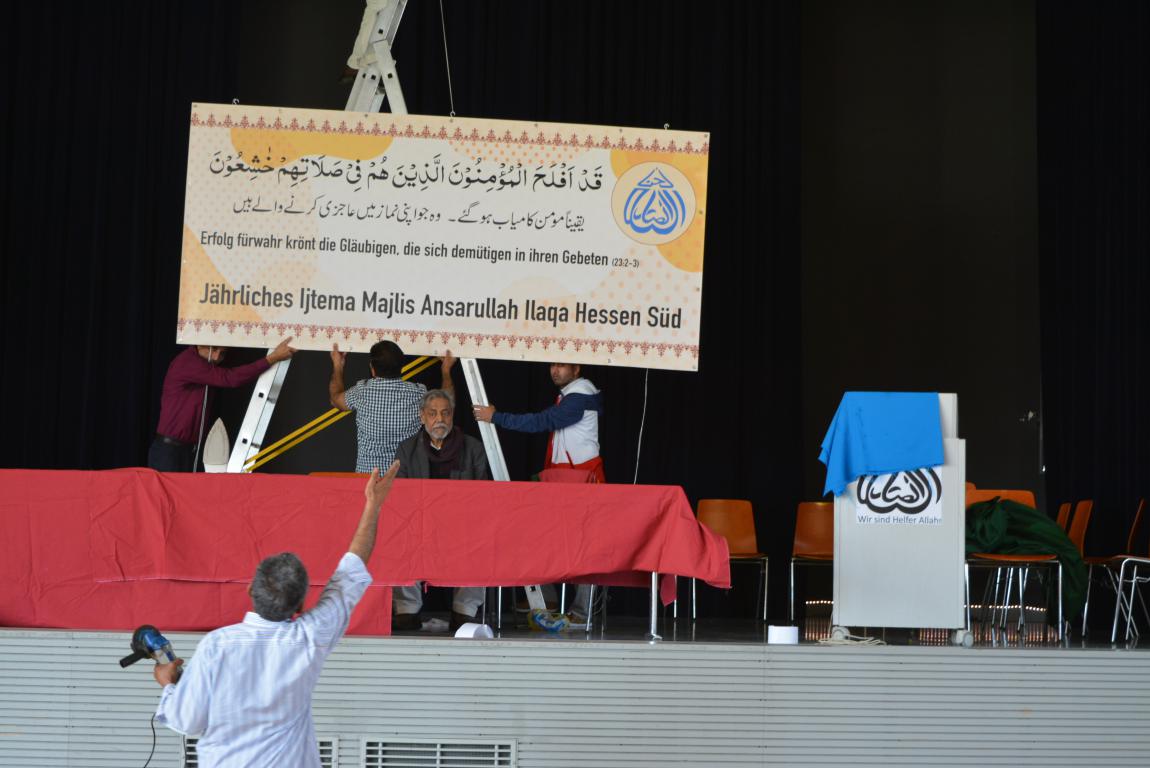 قَدْ اَفْلَحَ الْمُؤْمِنُوْنَ الَّذِيْنَ هُمْ فِيْ صَلَاتِهِمْ خٰشِعُوْنَ
یقیناً مومن کامیاب ہو گئے۔ وہ جو اپنی نماز میں عاجزی کرنے والے ہیں
Erfolg fürwahr krönt die Gläubigen, die sich demütigen in ihren Gebeten (23:2-3)
Jährliches Ijtema Majlis Ansarullah Ilaqa Hessen Süd
Wir sind Helfer Allahs